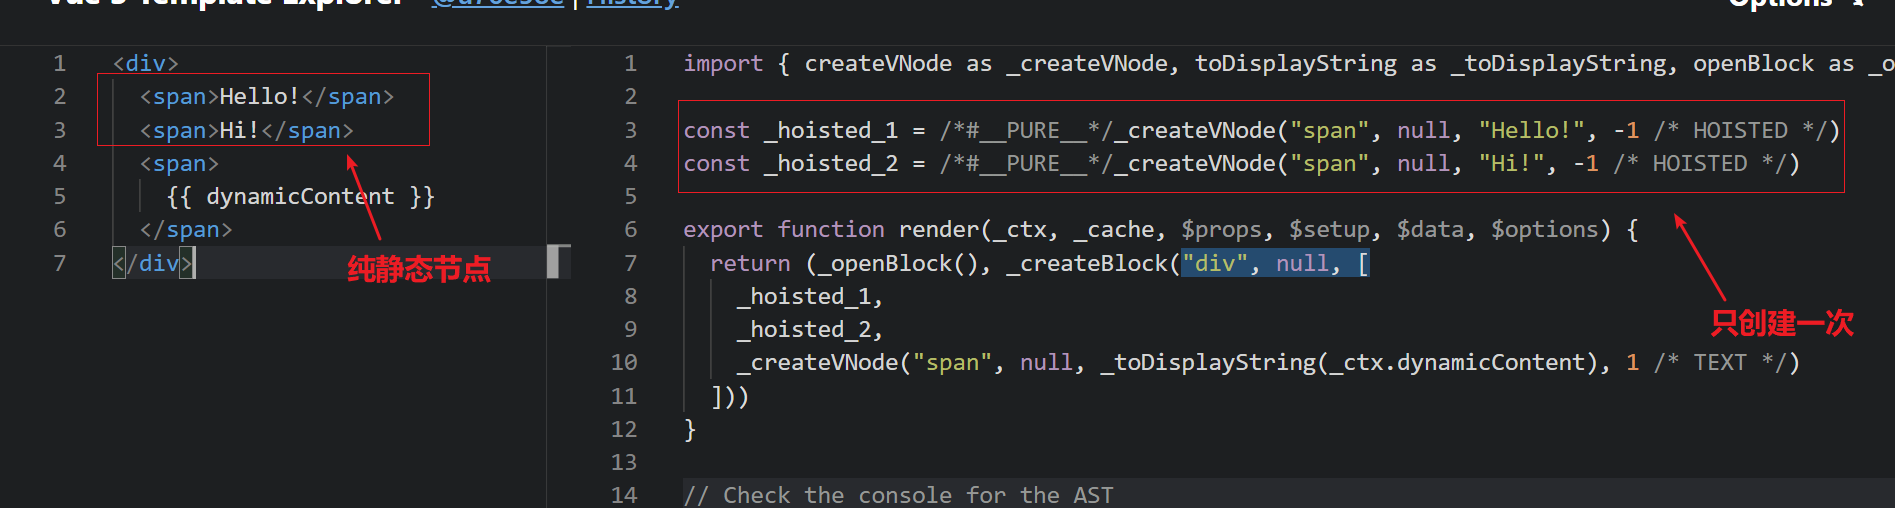 Vue 3 Template Explorer @a70c98e | History
Options
1 <div>
2 <span>Hello!</span>
3 <span>Hi!</span>
4 <span>
5 {{ dynamicContent }}
6 </span>
7 </div>
纯静态节点
1 import { createVNode as _createVNode, toDisplayString as _toDisplayString, openBlock as _o
2
3 const _hoisted_1 = /*#__PURE__*/_createVNode("span", null, "Hello!", -1 /* HOISTED */)
4 const _hoisted_2 = /*#__PURE__*/_createVNode("span", null, "Hi!", -1 /* HOISTED */)
5
6 export function render(_ctx, _cache, $props, $setup, $data, $options) {
7 return (_openBlock(), _createBlock("div", null, [
8 _hoisted_1,
9 _hoisted_2,
10 _createVNode("span", null, _toDisplayString(_ctx.dynamicContent), 1 /* TEXT */)
11 ]))
12 }
13
14 // Check the console for the AST
只创建一次